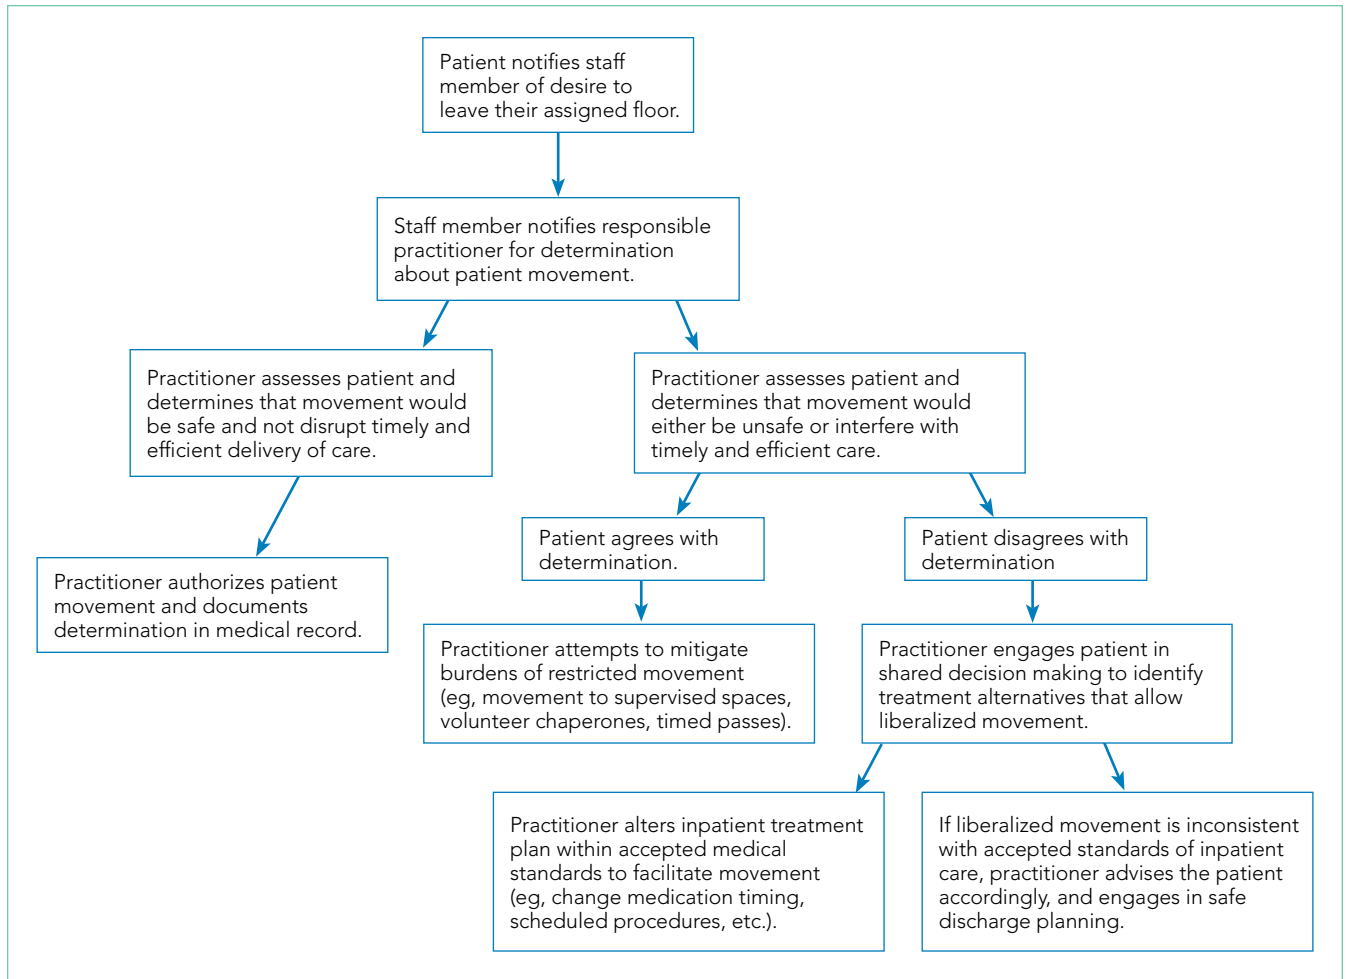 Patient notifies staff
member of desire to
leave their assigned floor.
Staff member notifies responsible
practitioner for determination
about patient movement.
Practitioner assesses patient and
determines that movement would
be safe and not disrupt timely and
efficient delivery of care.
Practitioner assesses patient and
determines that movement would
either be unsafe or interfere with
timely and efficient care.
Practitioner authorizes patient
movement and documents
determination in medical record.
Patient agrees with
determination.
Patient disagrees with
determination
Practitioner attempts to mitigate
burdens of restricted movement
(eg, movement to supervised spaces,
volunteer chaperones, timed passes).
Practitioner engages patient in
shared decision making to identify
treatment alternatives that allow
liberalized movement.
Practitioner alters inpatient treatment
plan within accepted medical
standards to facilitate movement
(eg, change medication timing,
scheduled procedures, etc.).
If liberalized movement is inconsistent
with accepted standards of inpatient
care, practitioner advises the patient
accordingly, and engages in safe
discharge planning.